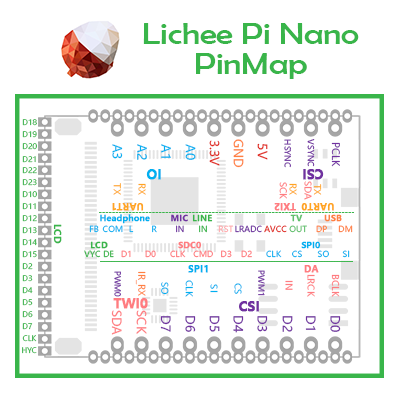 Lichee Pi Nano
PinMap
D18
D19
D20
D21
D22
D23
D10
D11
D12
D13
D14
D15
D2
D3
D4
D5
D6
D7
CLK
HYC
LCD
A3 A2 A1 A0 3.3V GND 5V HSYNC VSYNC PCLK
IO CSI
TX RX SCK SDA RX TX
UART1 TXI2 UART0
Headphone MIC LINE TV USB
FB COM L R IN IN RST LRADC AVCC OUT DP DM
LCD SDC0 SPI0
VYC DE D1 D0 CLK CMD D3 D2 CLK CS SO SI
SPI1 DA
PWM0 IR_RX SO CLK SI CS PWM1 IN LRCK BCLK
TWI0 CSI
SDA SCK D7 D6 D5 D4 D3 D2 D1 D0